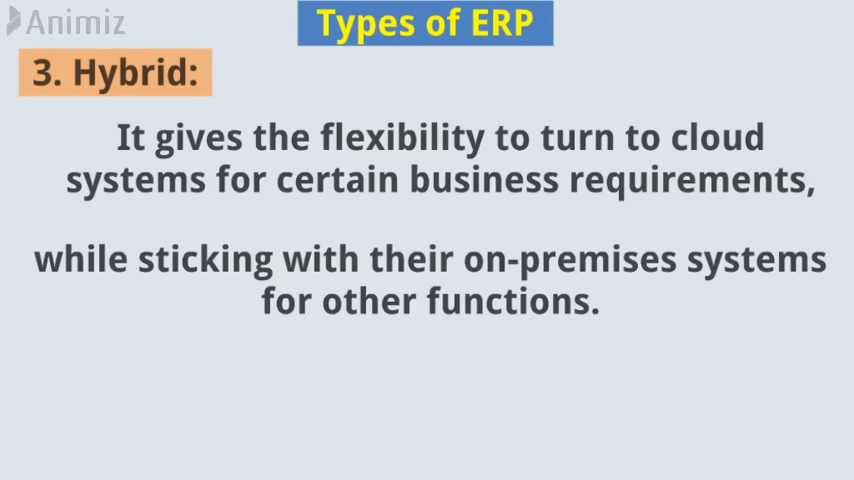 Animiz
Types of ERP
3. Hybrid:
It gives the flexibility to turn to cloud
systems for certain business requirements,
while sticking with their on-premises systems
for other functions.